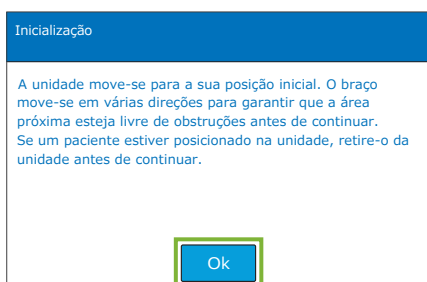 Inicialização
A unidade move-se para a sua posição inicial. O braço
move-se em várias direções para garantir que a área
próxima esteja livre de obstruções antes de continuar.
Se um paciente estiver posicionado na unidade, retire-o da
unidade antes de continuar.
Ok